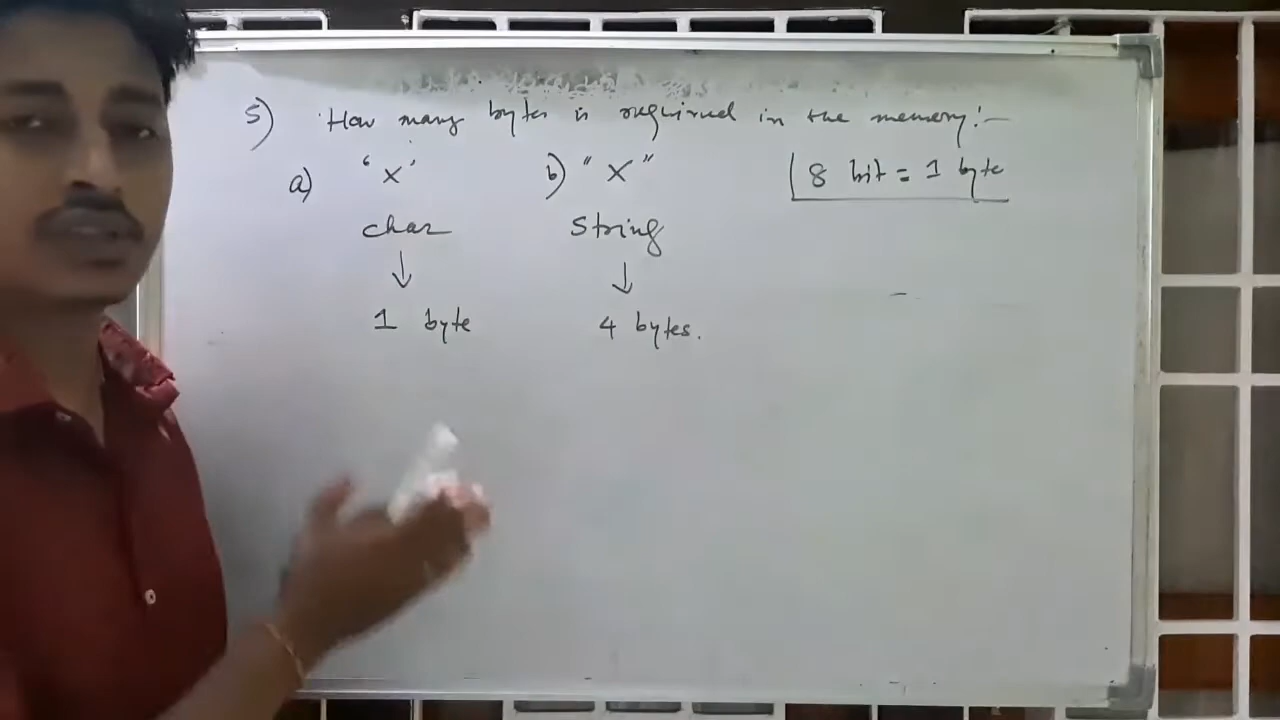 5) How many bytes is required in the memory:-
a) 'x' b) "X" 8 bit = 1 byte
char String
↓ ↓
1 byte 4 bytes.